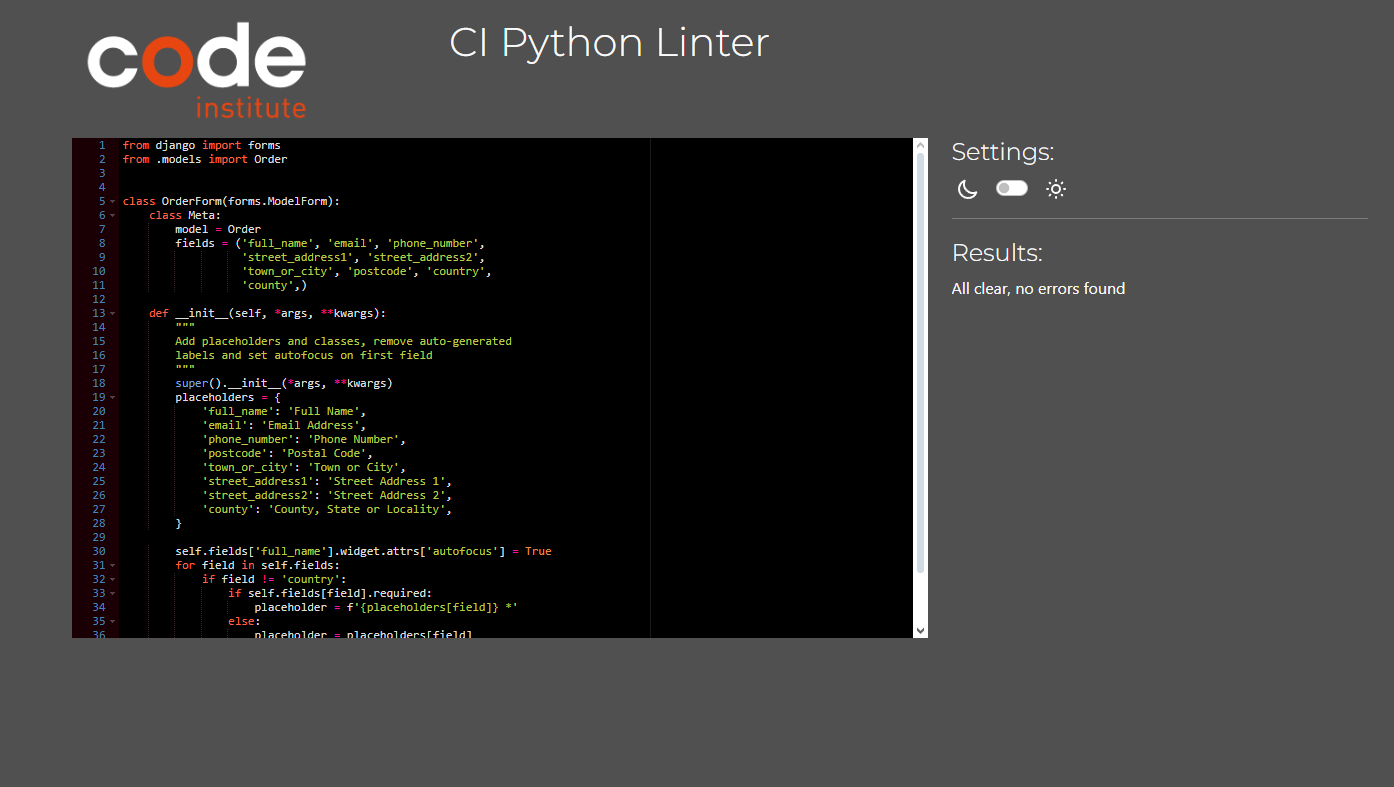 code
institute
CI Python Linter
1 from django import forms
2 from .models import Order
3
4
5 class OrderForm(forms.ModelForm):
6     class Meta:
7         model = Order
8         fields = ('full_name', 'email', 'phone_number',
9                   'street_address1', 'street_address2',
10                   'town_or_city', 'postcode', 'country',
11                   'county',)
12
13     def __init__(self, *args, **kwargs):
14         """
15         Add placeholders and classes, remove auto-generated
16         labels and set autofocus on first field
17         """
18         super().__init__(*args, **kwargs)
19         placeholders = {
20             'full_name': 'Full Name',
21             'email': 'Email Address',
22             'phone_number': 'Phone Number',
23             'postcode': 'Postal Code',
24             'town_or_city': 'Town or City',
25             'street_address1': 'Street Address 1',
26             'street_address2': 'Street Address 2',
27             'county': 'County, State or Locality',
28         }
29
30         self.fields['full_name'].widget.attrs['autofocus'] = True
31         for field in self.fields:
32             if field != 'country':
33                 if self.fields[field].required:
34                     placeholder = f'{placeholders[field]} *'
35                 else:
36                     placeholder = placeholders[field]
Settings:
Results:
All clear, no errors found